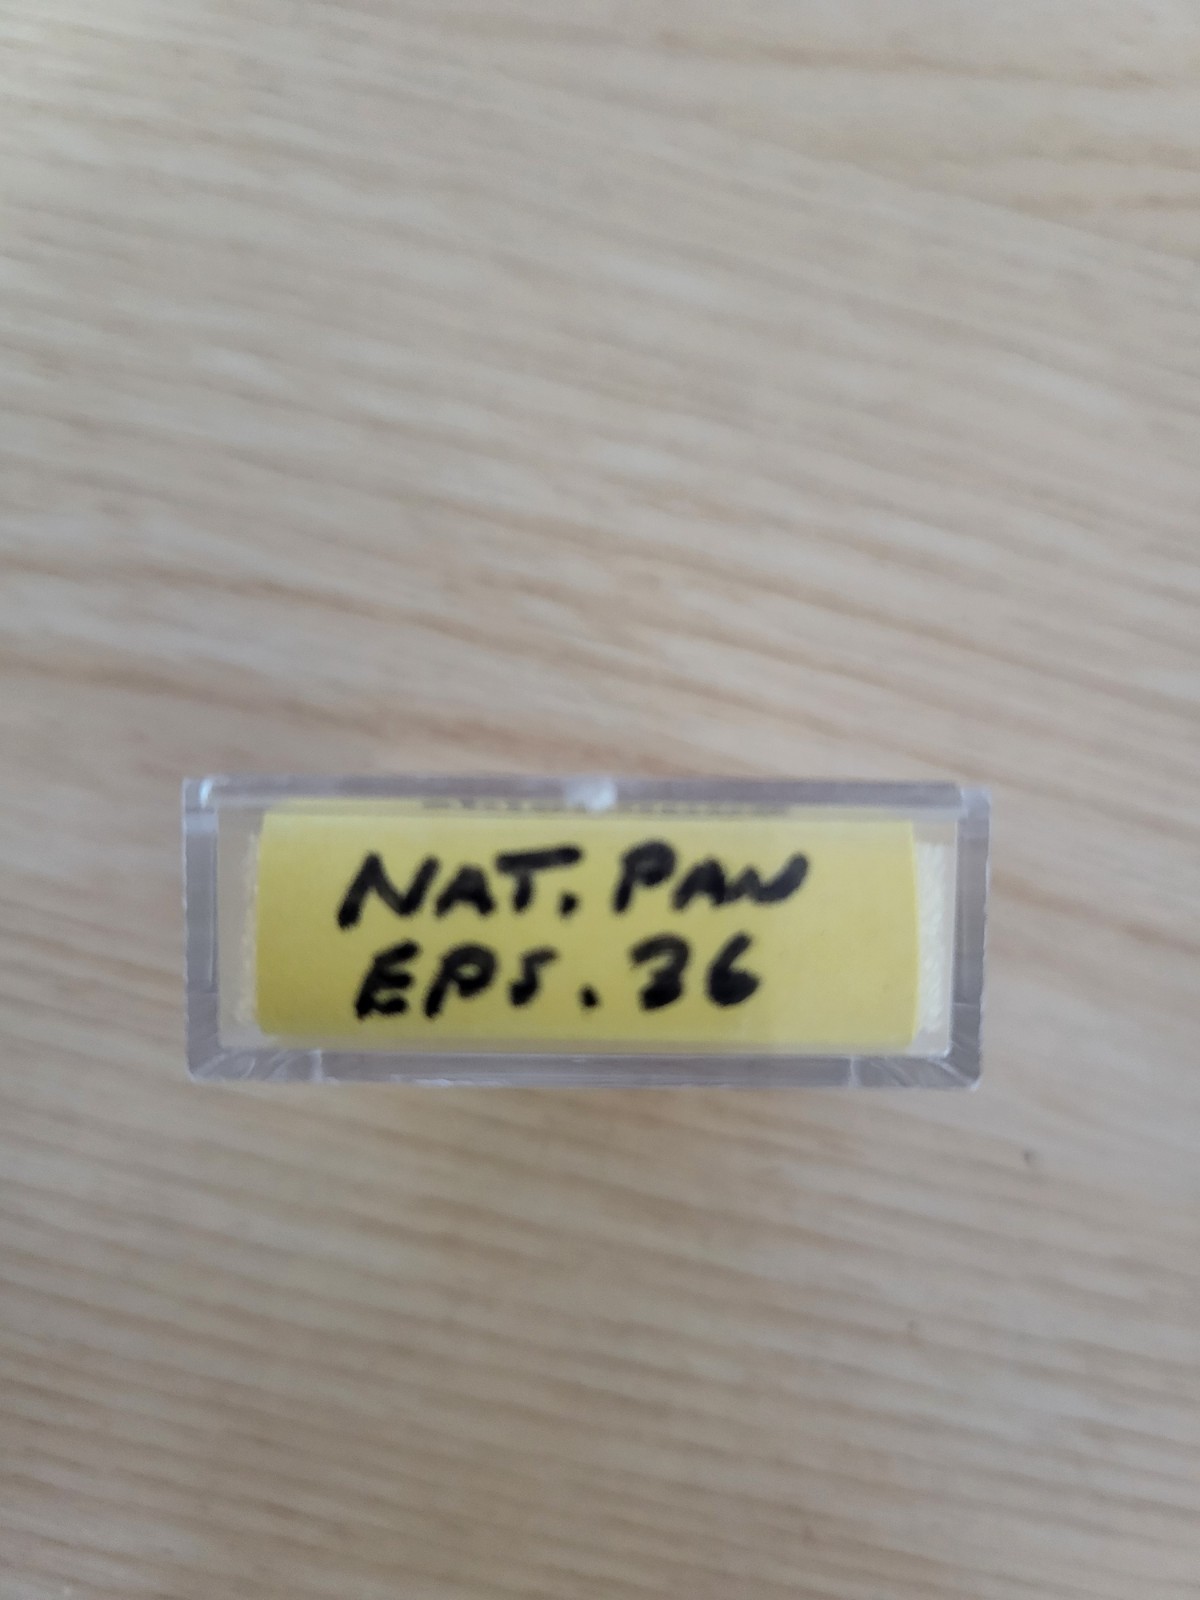 NAT. PAN
EPS. 36